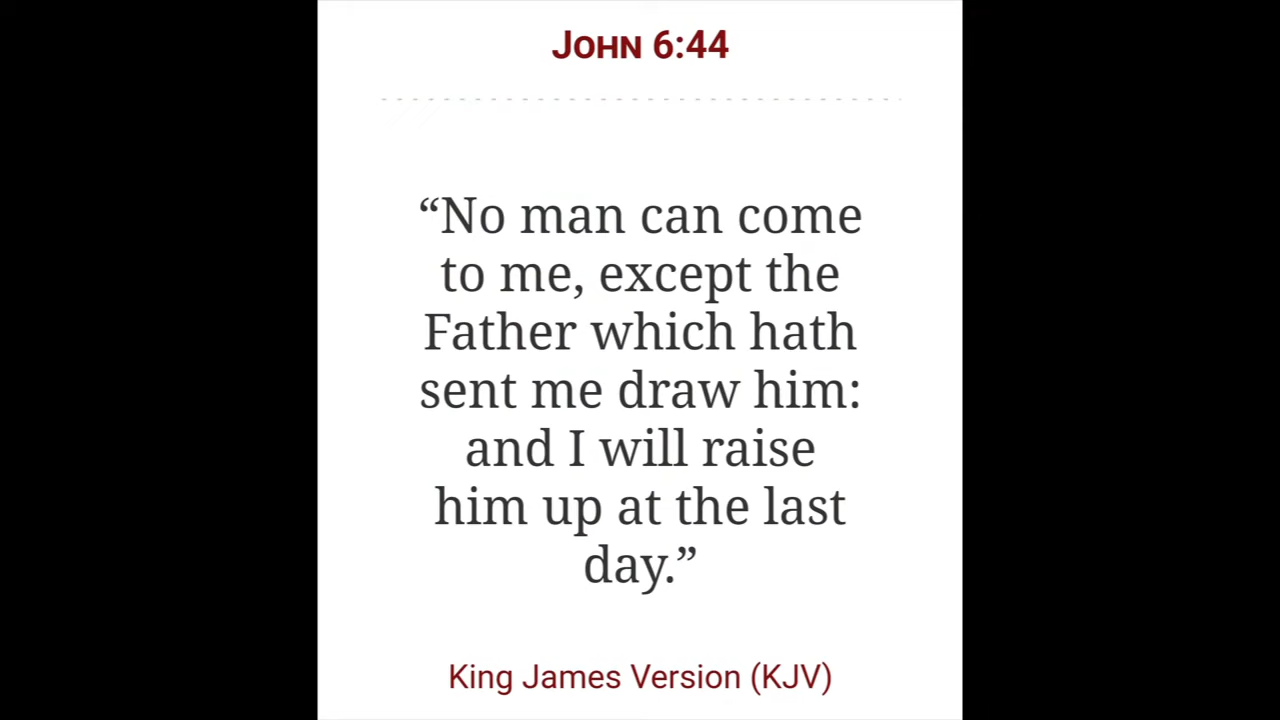 JOHN 6:44
“No man can come
to me, except the
Father which hath
sent me draw him:
and I will raise
him up at the last
day.”
King James Version (KJV)